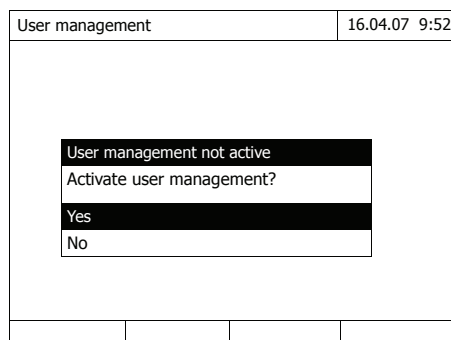 User management 16.04.07 9:52
User management not active
Activate user management?
Yes
No